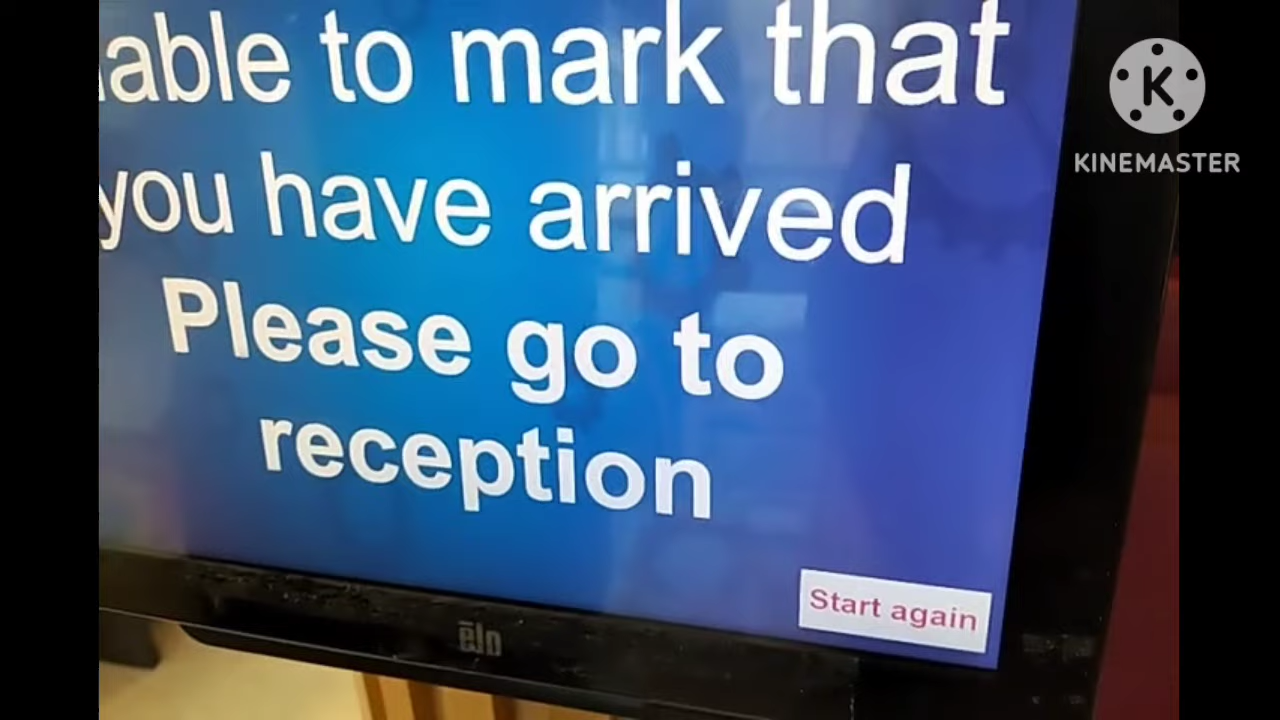 able to mark that
you have arrived
Please go to
reception
Start again
elo
K
KINEMASTER